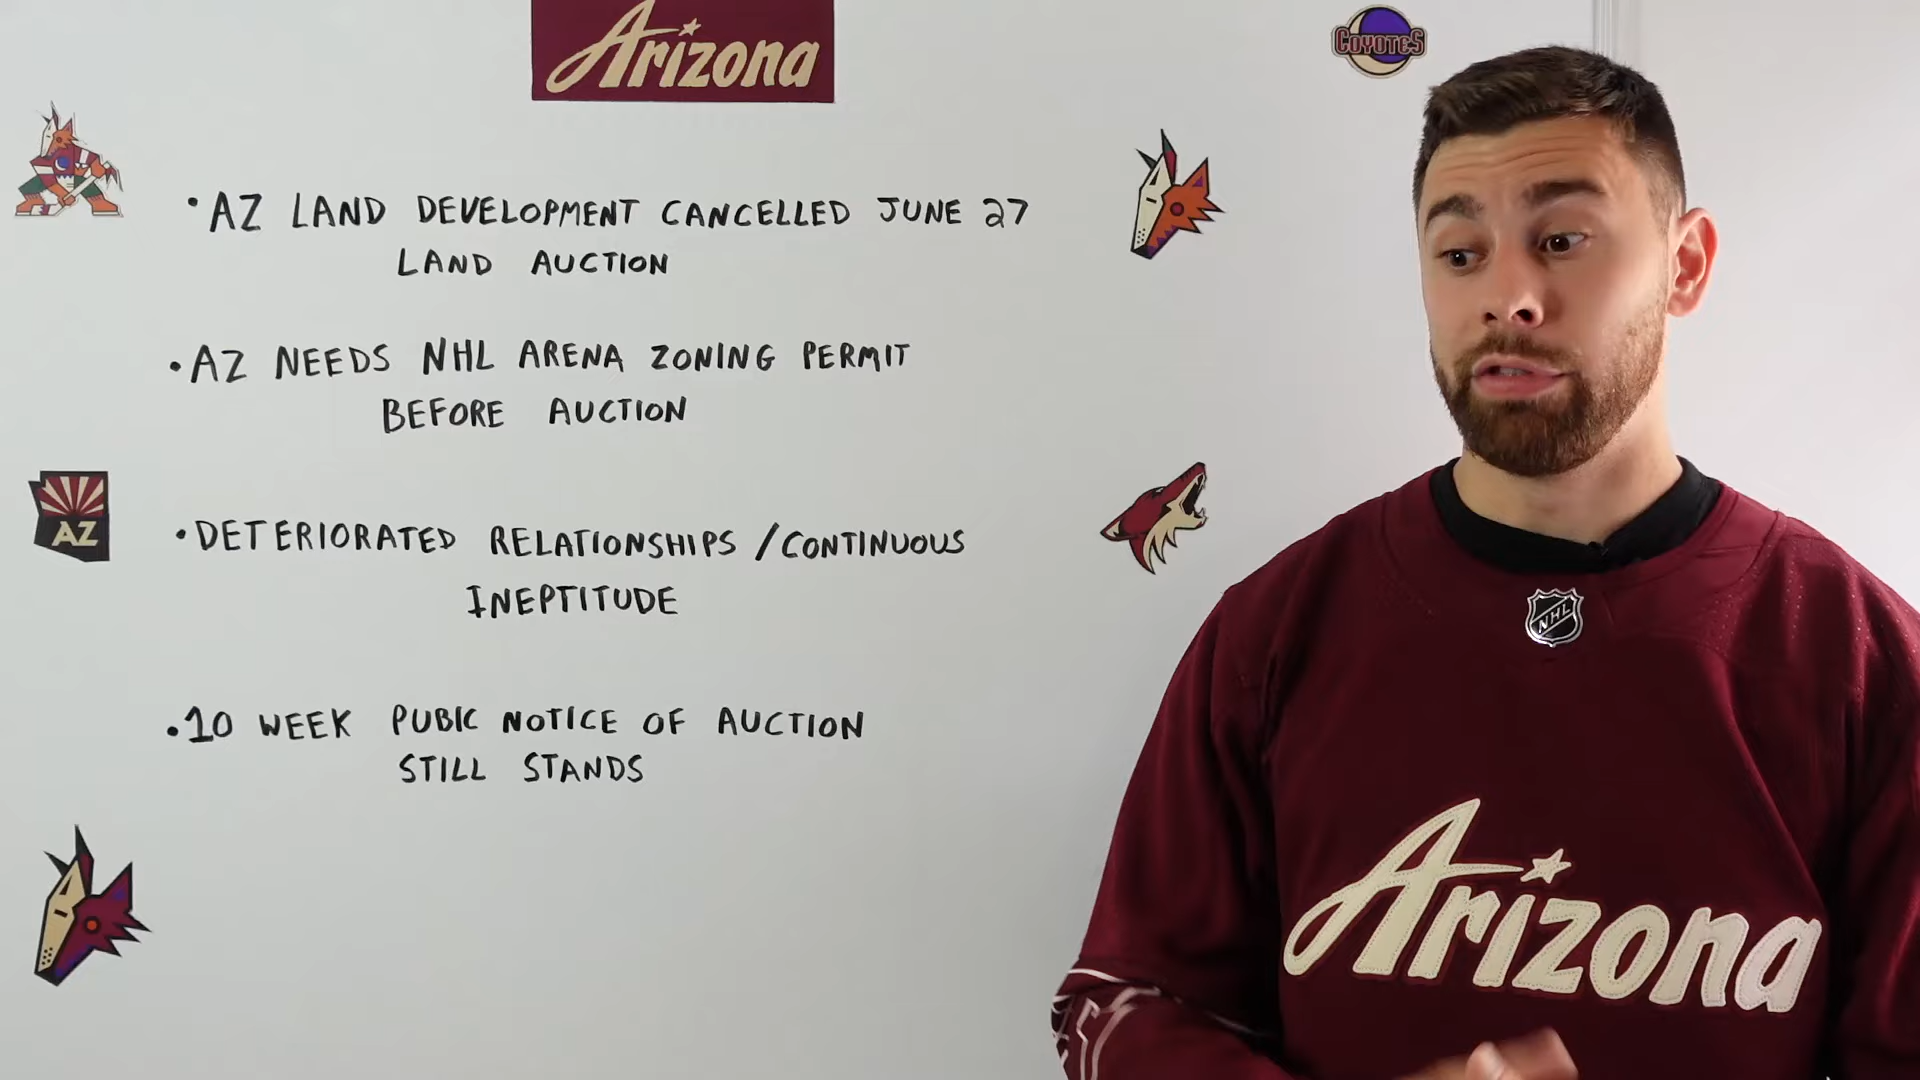 Arizona
COYOTES
•AZ LAND DEVELOPMENT CANCELLED JUNE 27
LAND AUCTION
•AZ NEEDS NHL ARENA ZONING PERMIT
BEFORE AUCTION
AZ
•DETERIORATED RELATIONSHIPS/CONTINUOUS
INEPTITUDE
NHL
•10 WEEK PUBIC NOTICE OF AUCTION
STILL STANDS
Arizona